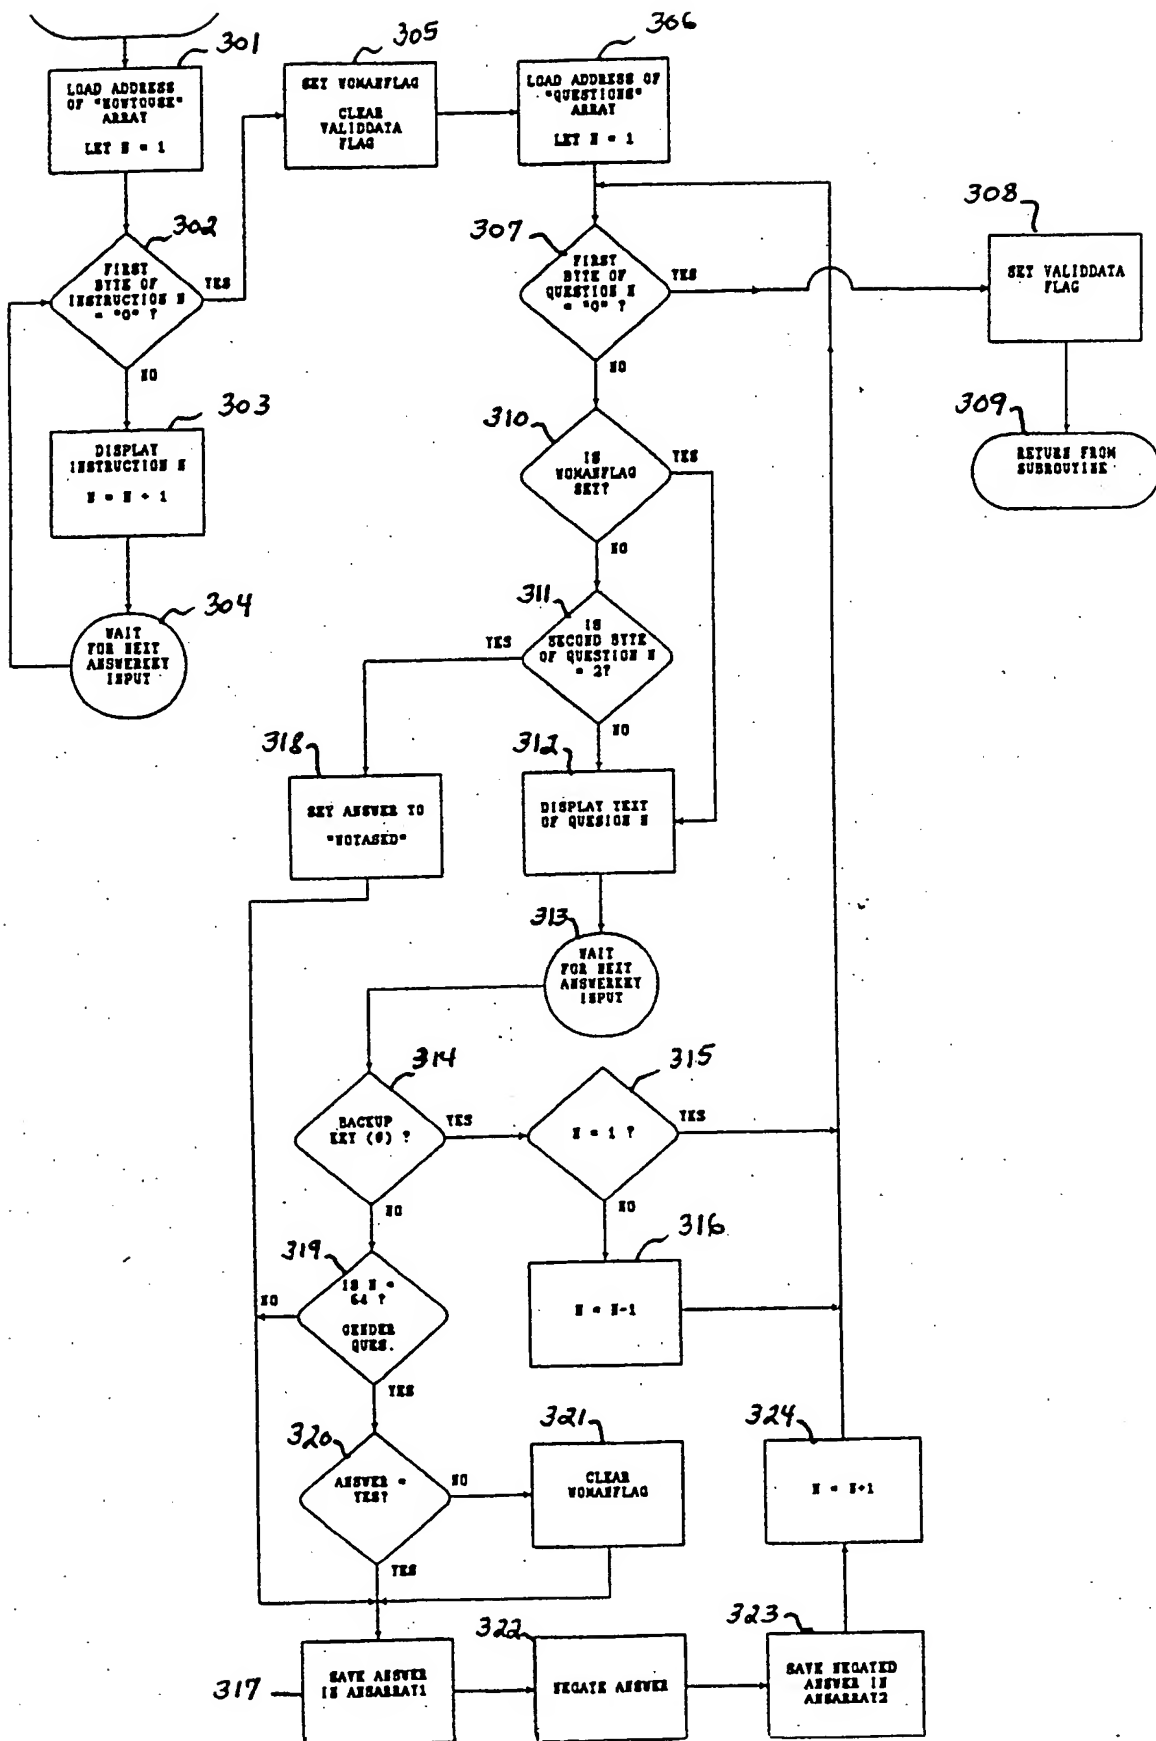 301
LOAD ADDRESS
OF "HOWTOUSE"
ARRAY
LET N = 1
302
FIRST
BYTE OF
INSTRUCTION N
= "0" ?
YES
NO
303
DISPLAY
INSTRUCTION N
N = N + 1
304
WAIT
FOR NEXT
ANSWERKEY
INPUT
305
SET WOMANFLAG
CLEAR
VALIDDATA
FLAG
306
LOAD ADDRESS OF
"QUESTIONS"
ARRAY
LET N = 1
307
FIRST
BYTE OF
QUESTION N
= "0" ?
YES
NO
308
SET VALIDDATA
FLAG
309
RETURN FROM
SUBROUTINE
310
IS
WOMANFLAG
SET?
YES
NO
311
IS
SECOND BYTE
OF QUESTION N
= 2?
YES
NO
318
SET ANSWER TO
"NOTASKED"
312
DISPLAY TEXT
OF QUESION N
313
WAIT
FOR NEXT
ANSWERKEY
INPUT
314
BACKUP
KEY (0) ?
YES
NO
315
N = 1 ?
YES
NO
316
N = N-1
319
IS N =
64 ?
GENDER
QUES.
NO
YES
320
ANSWER =
YES?
NO
YES
321
CLEAR
WOMANFLAG
324
N = N+1
317
SAVE ANSWER
IN ANSARRAY1
322
NEGATE ANSWER
323
SAVE NEGATED
ANSWER IN
ANSARRAY2